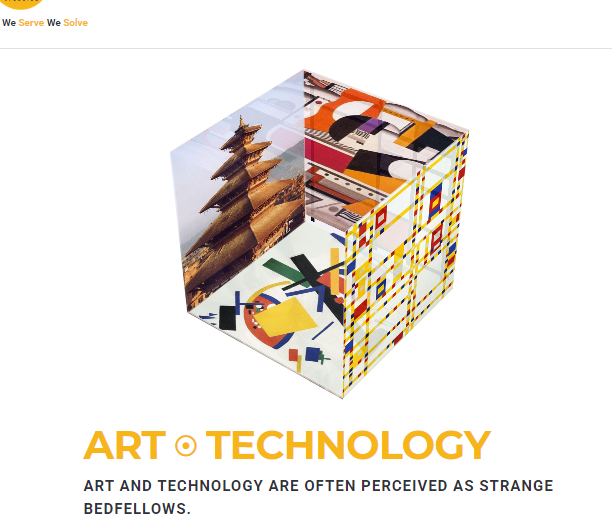 We Serve We Solve
ART ⊙ TECHNOLOGY
ART AND TECHNOLOGY ARE OFTEN PERCEIVED AS STRANGE
BEDFELLOWS.